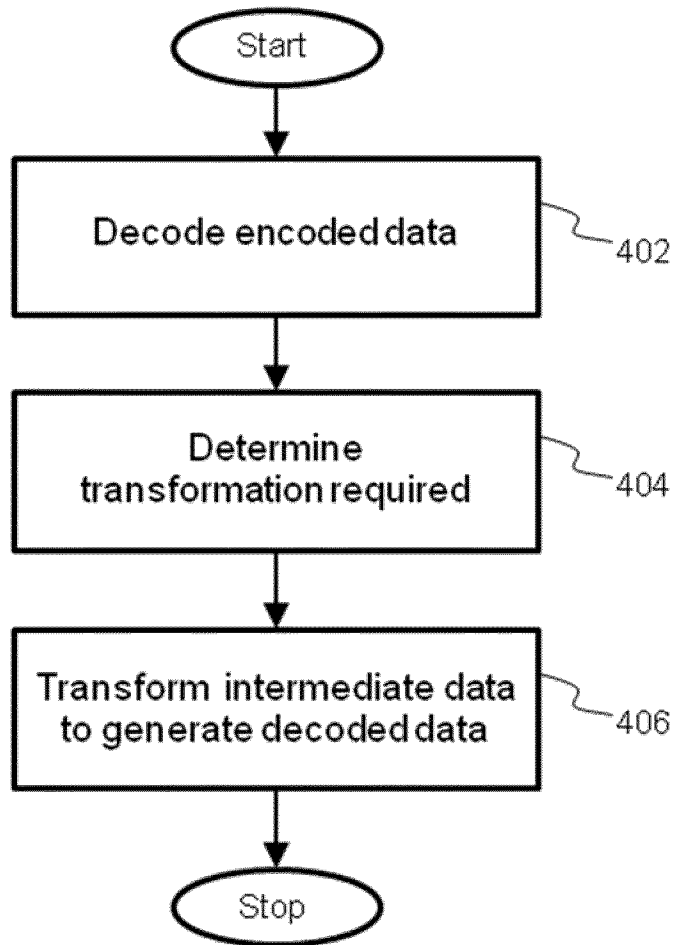 Start
Decode encoded data
402
Determine
transformation required
404
Transform intermediate data
to generate decoded data
406
Stop